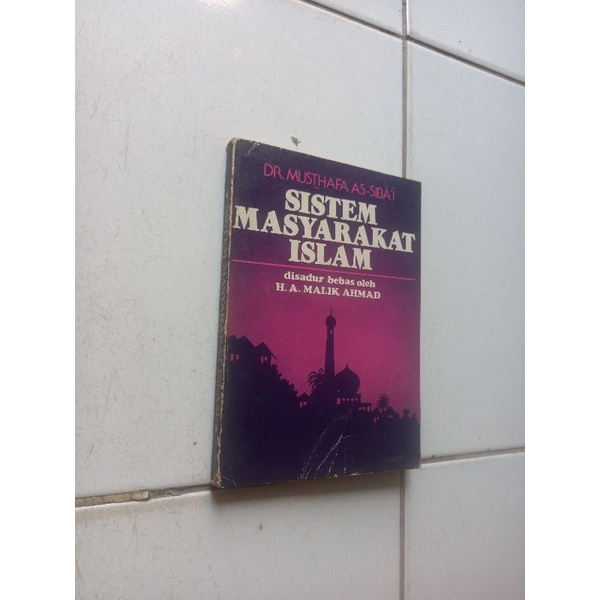 DR. MUSTHAFA AS-SIBA'I
SISTEM
MASYARAKAT
ISLAM
disadur bebas oleh
H. A. MALIK AHMAD